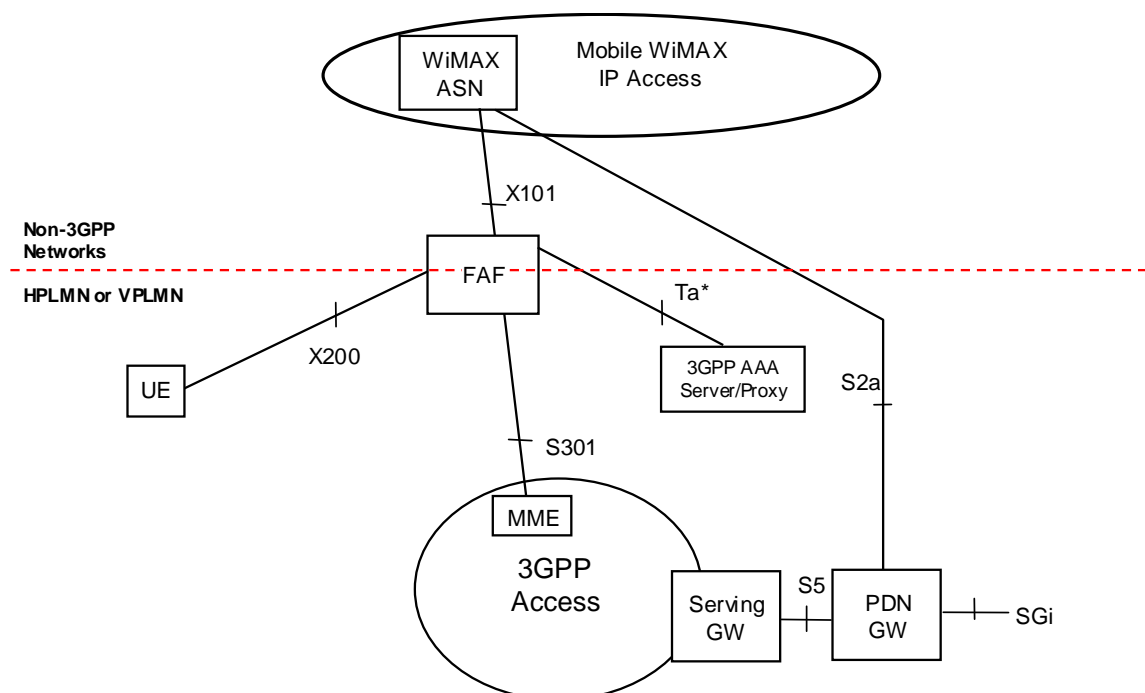 WiMAX
ASN
Mobile WiMAX
IP Access
X101
Non-3GPP
Networks
FAF
HPLMN or VPLMN
Ta*
X200
3GPP AAA
Server/Proxy
UE
S2a
S301
MME
3GPP
Access
Serving
GW
S5
PDN
GW
SGi